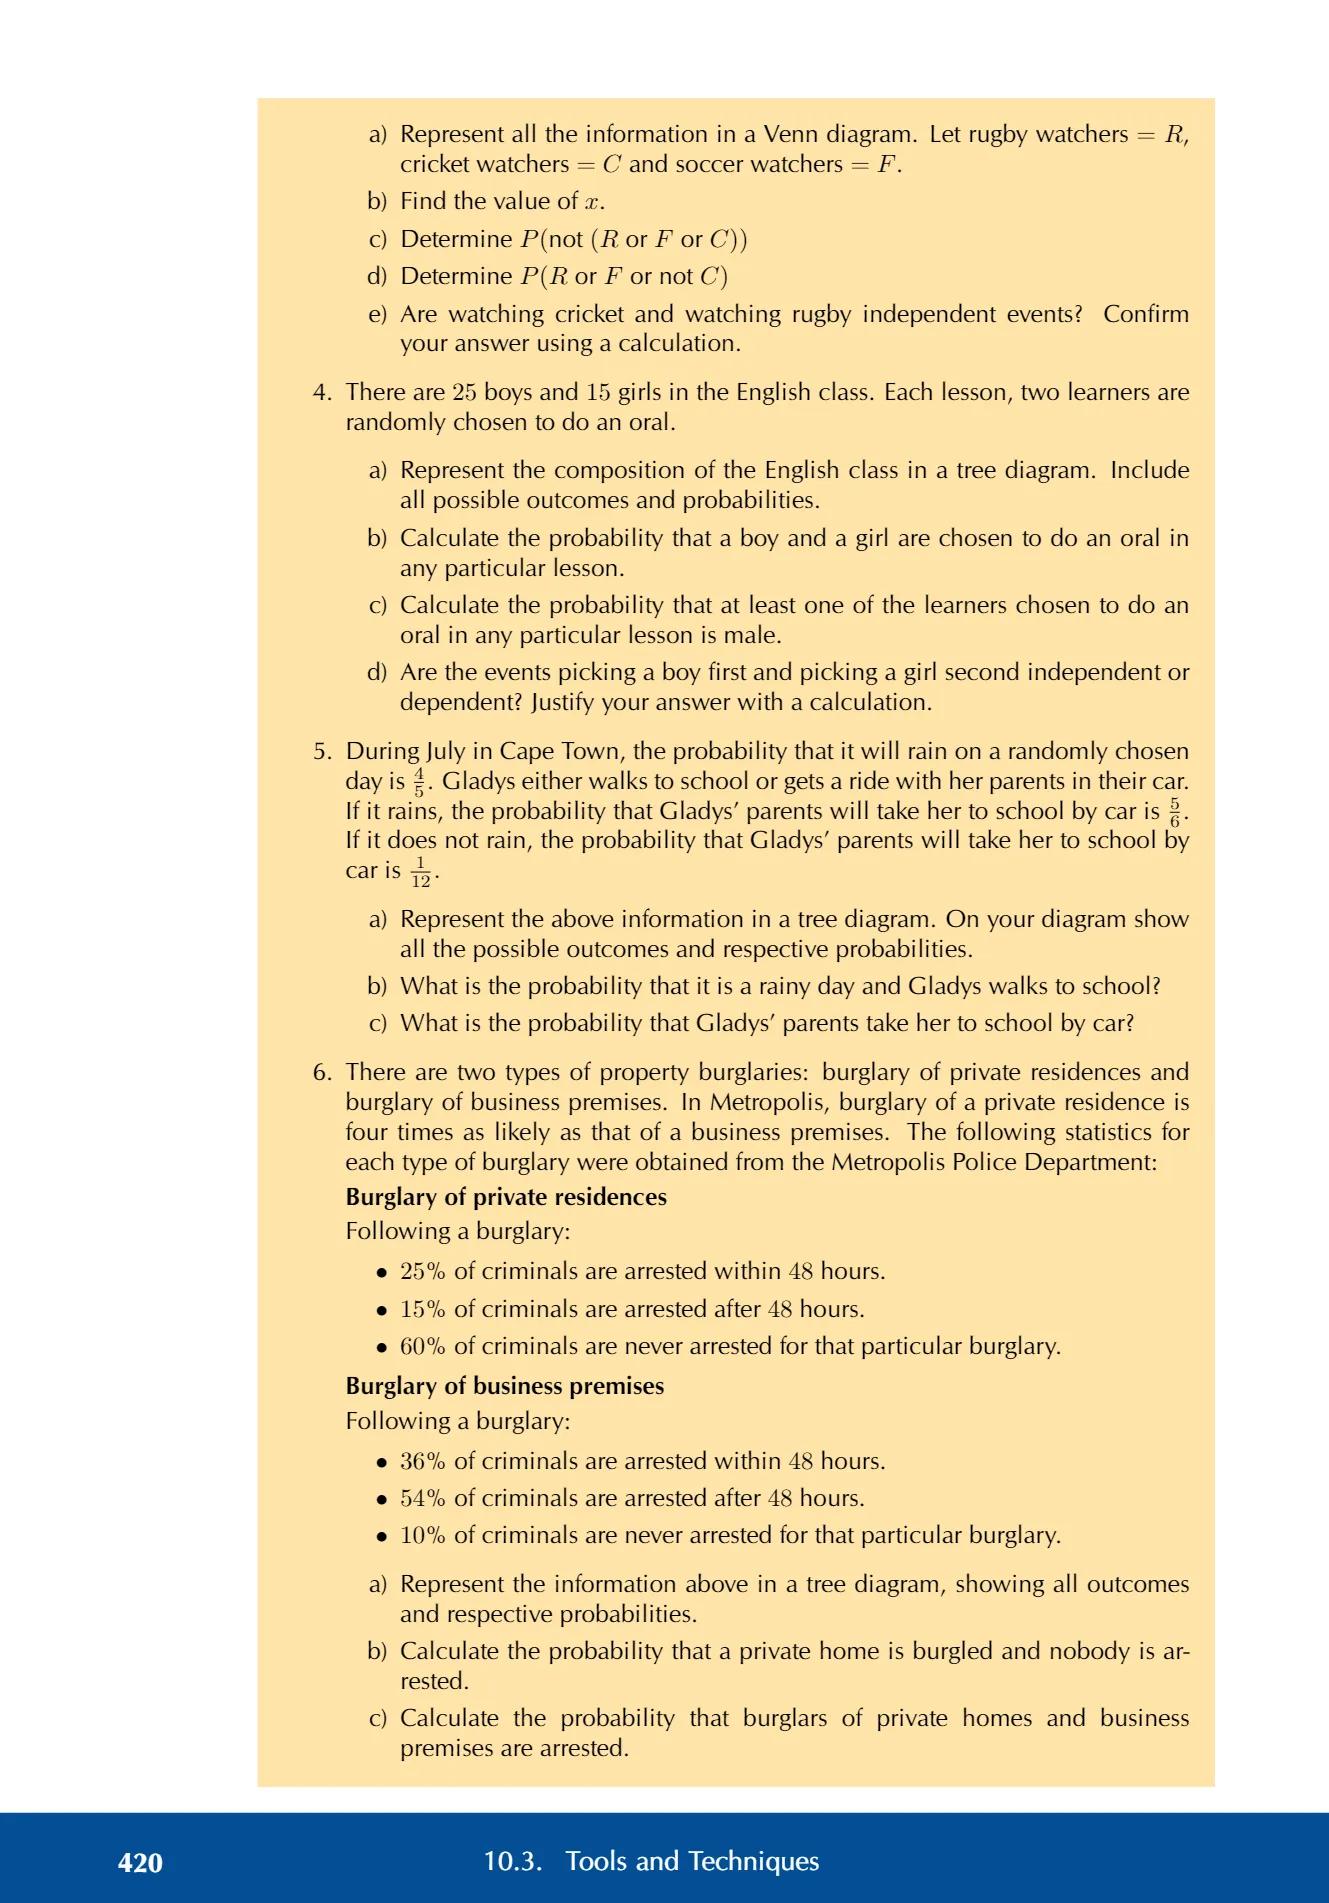 a) Represent all the information in a Venn diagram. Let rugby watchers = R,
cricket watchers = C and soccer watchers = F.
b) Find the value of x.
c) Determine P(not (R or F or C))
d) Determine P(R or F or not C)
e) Are watching cricket and watching rugby independent events? Confirm
your answer using a calculation.
4. There are 25 boys and 15 girls in the English class. Each lesson, two learners are
randomly chosen to do an oral.
a) Represent the composition of the English class in a tree diagram. Include
all possible outcomes and probabilities.
b) Calculate the probability that a boy and a girl are chosen to do an oral in
any particular lesson.
c) Calculate the probability that at least one of the learners chosen to do an
oral in any particular lesson is male.
d) Are the events picking a boy first and picking a girl second independent or
dependent? Justify your answer with a calculation.
5. During July in Cape Town, the probability that it will rain on a randomly chosen
day is 4/5. Gladys either walks to school or gets a ride with her parents in their car.
If it rains, the probability that Gladys' parents will take her to school by car is 5/6.
If it does not rain, the probability that Gladys' parents will take her to school by
car is 1/12.
a) Represent the above information in a tree diagram. On your diagram show
all the possible outcomes and respective probabilities.
b) What is the probability that it is a rainy day and Gladys walks to school?
c) What is the probability that Gladys' parents take her to school by car?
6. There are two types of property burglaries: burglary of private residences and
burglary of business premises. In Metropolis, burglary of a private residence is
four times as likely as that of a business premises. The following statistics for
each type of burglary were obtained from the Metropolis Police Department:
Burglary of private residences
Following a burglary:
• 25% of criminals are arrested within 48 hours.
• 15% of criminals are arrested after 48 hours.
• 60% of criminals are never arrested for that particular burglary.
Burglary of business premises
Following a burglary:
• 36% of criminals are arrested within 48 hours.
• 54% of criminals are arrested after 48 hours.
• 10% of criminals are never arrested for that particular burglary.
a) Represent the information above in a tree diagram, showing all outcomes
and respective probabilities.
b) Calculate the probability that a private home is burgled and nobody is ar-
rested.
c) Calculate the probability that burglars of private homes and business
premises are arrested.
420 10.3. Tools and Techniques